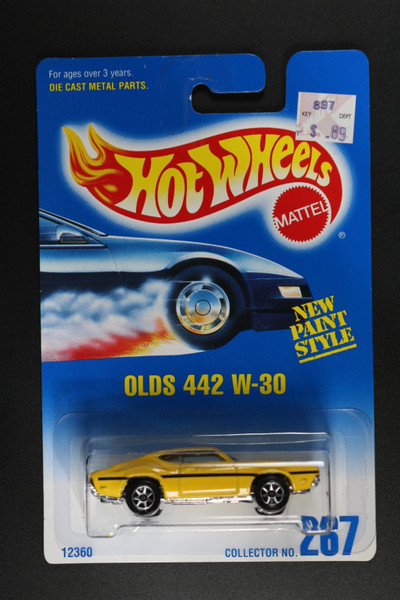 For ages over 3 years.
DIE CAST METAL PARTS.
897
KEY DEPT
$ .89
Hot Wheels
MATTEL
®
NEW
PAINT
STYLE
OLDS 442 W-30
12360
COLLECTOR NO. 267